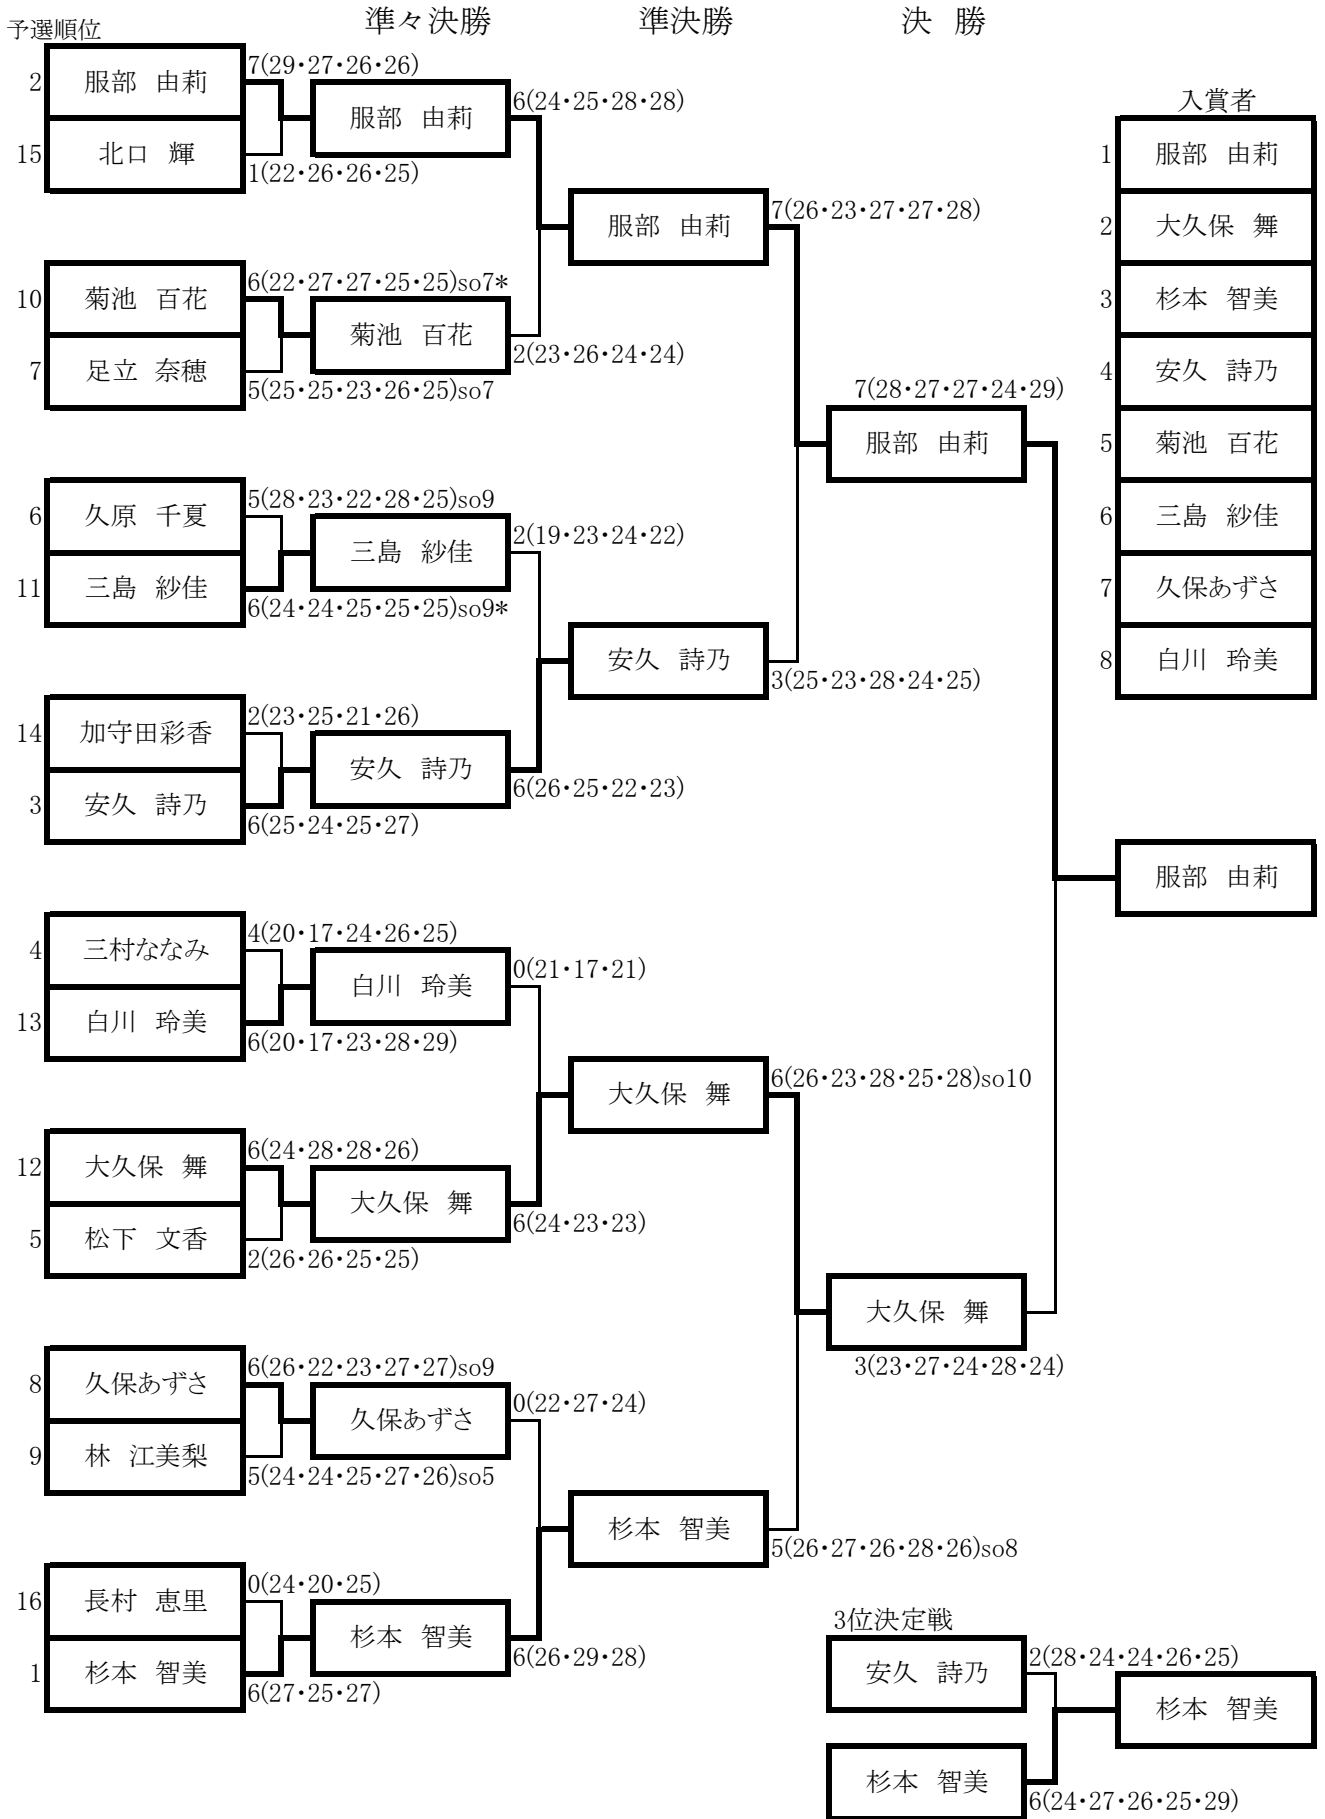 予選順位 準々決勝 準決勝 決 勝
2 服部 由莉 7(29・27・26・26)
15 北口 輝 1(22・26・26・25)
服部 由莉 6(24・25・28・28)
10 菊池 百花 6(22・27・27・25・25)so7*
7 足立 奈穂 5(25・25・23・26・25)so7
菊池 百花 2(23・26・24・24)
服部 由莉 7(26・23・27・27・28)
6 久原 千夏 5(28・23・22・28・25)so9
11 三島 紗佳 6(24・24・25・25・25)so9*
三島 紗佳 2(19・23・24・22)
14 加守田彩香 2(23・25・21・26)
3 安久 詩乃 6(25・24・25・27)
安久 詩乃 6(26・25・22・23)
安久 詩乃 3(25・23・28・24・25)
7(28・27・27・24・29)
服部 由莉
4 三村ななみ 4(20・17・24・26・25)
13 白川 玲美 6(20・17・23・28・29)
白川 玲美 0(21・17・21)
12 大久保 舞 6(24・28・28・26)
5 松下 文香 2(26・26・25・25)
大久保 舞 6(24・23・23)
大久保 舞 6(26・23・28・25・28)so10
8 久保あずさ 6(26・22・23・27・27)so9
9 林 江美梨 5(24・24・25・27・26)so5
久保あずさ 0(22・27・24)
16 長村 恵里 0(24・20・25)
1 杉本 智美 6(27・25・27)
杉本 智美 6(26・29・28)
杉本 智美 5(26・27・26・28・26)so8
大久保 舞
3(23・27・24・28・24)
服部 由莉
入賞者
1 服部 由莉
2 大久保 舞
3 杉本 智美
4 安久 詩乃
5 菊池 百花
6 三島 紗佳
7 久保あずさ
8 白川 玲美
3位決定戦
安久 詩乃 2(28・24・24・26・25)
杉本 智美 6(24・27・26・25・29)
杉本 智美